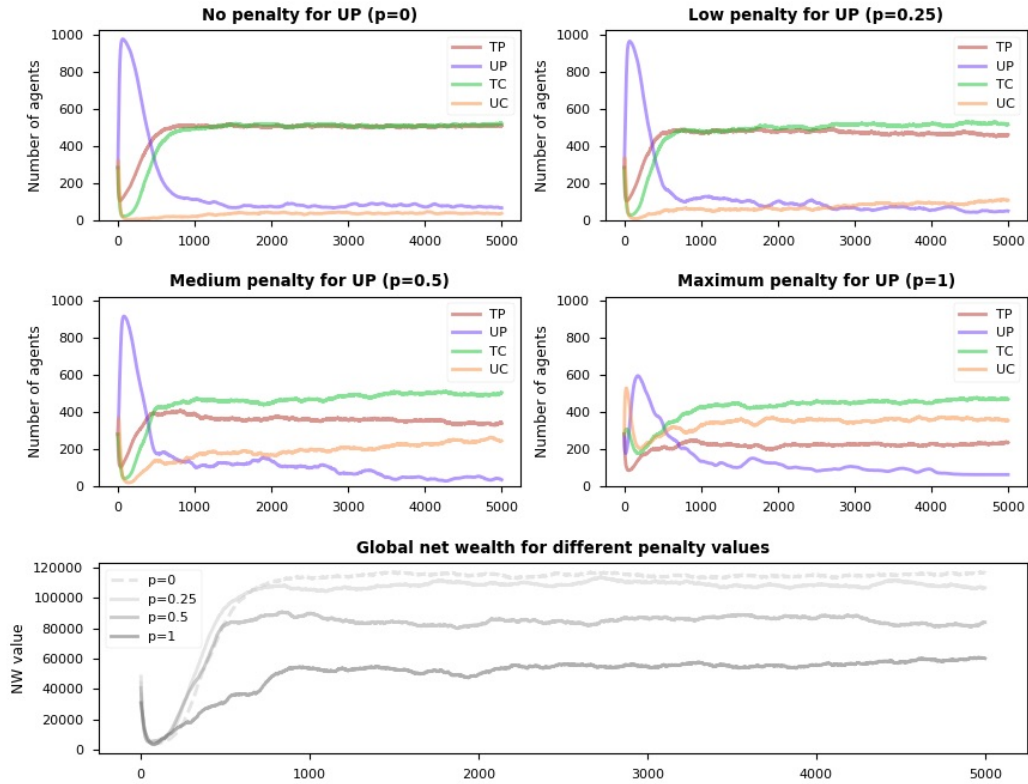 No penalty for UP (p=0)
Number of agents
1000
800
600
400
200
0
TP
UP
TC
UC
0 1000 2000 3000 4000 5000
Low penalty for UP (p=0.25)
Number of agents
1000
800
600
400
200
0
TP
UP
TC
UC
0 1000 2000 3000 4000 5000
Medium penalty for UP (p=0.5)
Number of agents
1000
800
600
400
200
0
TP
UP
TC
UC
0 1000 2000 3000 4000 5000
Maximum penalty for UP (p=1)
Number of agents
1000
800
600
400
200
0
TP
UP
TC
UC
0 1000 2000 3000 4000 5000
Global net wealth for different penalty values
NW value
120000
100000
80000
60000
40000
20000
0
p=0
p=0.25
p=0.5
p=1
0 1000 2000 3000 4000 5000